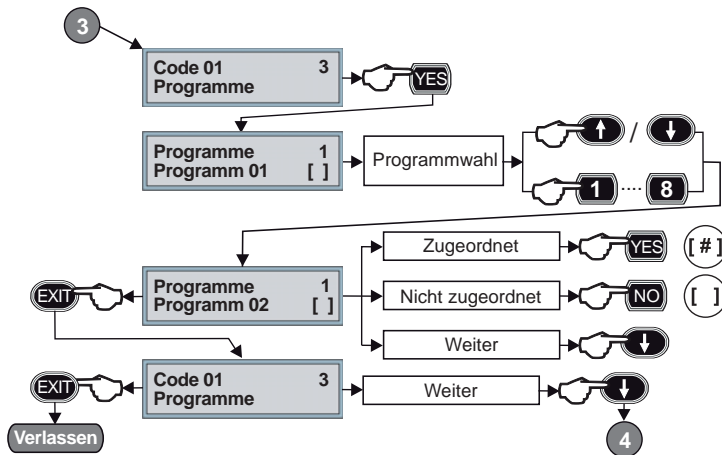 3
Code 01 3
Programme
YES
Programme 1
Programm 01 [ ]
Programmwahl
/
1 .... 8
Zugeordnet
YES
[ # ]
EXIT
Programme 1
Programm 02 [ ]
Nicht zugeordnet
NO
[ ]
Weiter
EXIT
Code 01 3
Programme
Weiter
Verlassen
4